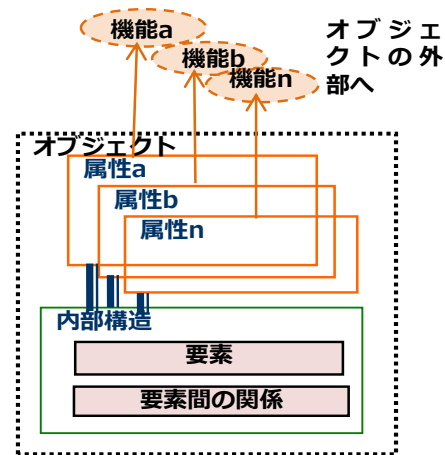 機能a
機能b
機能n
オブジェ
クトの外
部へ
オブジェクト
属性a
属性b
属性n
内部構造
要素
要素間の関係